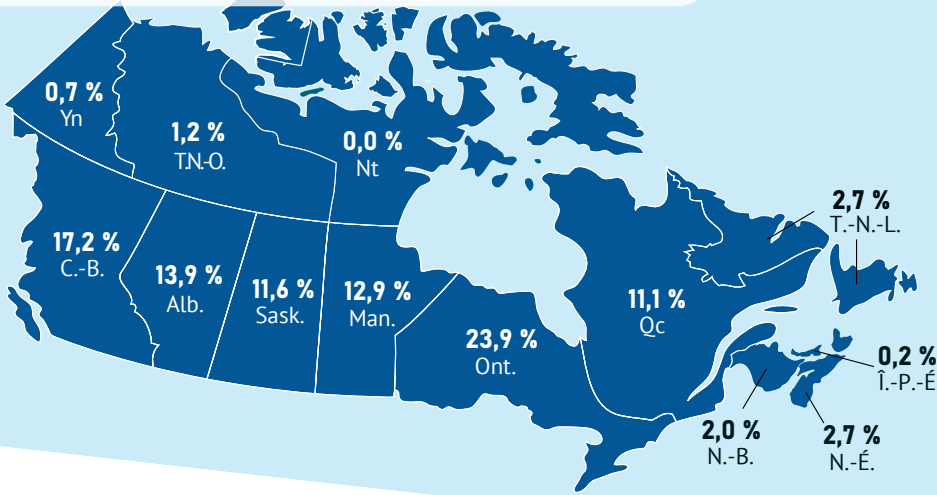 0,7 %
Yn
1,2 %
T.N.-O.
0,0 %
Nt
2,7 %
T.-N.-L.
17,2 %
C.-B.
13,9 %
Alb.
11,6 %
Sask.
12,9 %
Man.
23,9 %
Ont.
11,1 %
Qc
0,2 %
Î.-P.-É
2,0 %
N.-B.
2,7 %
N.-É.